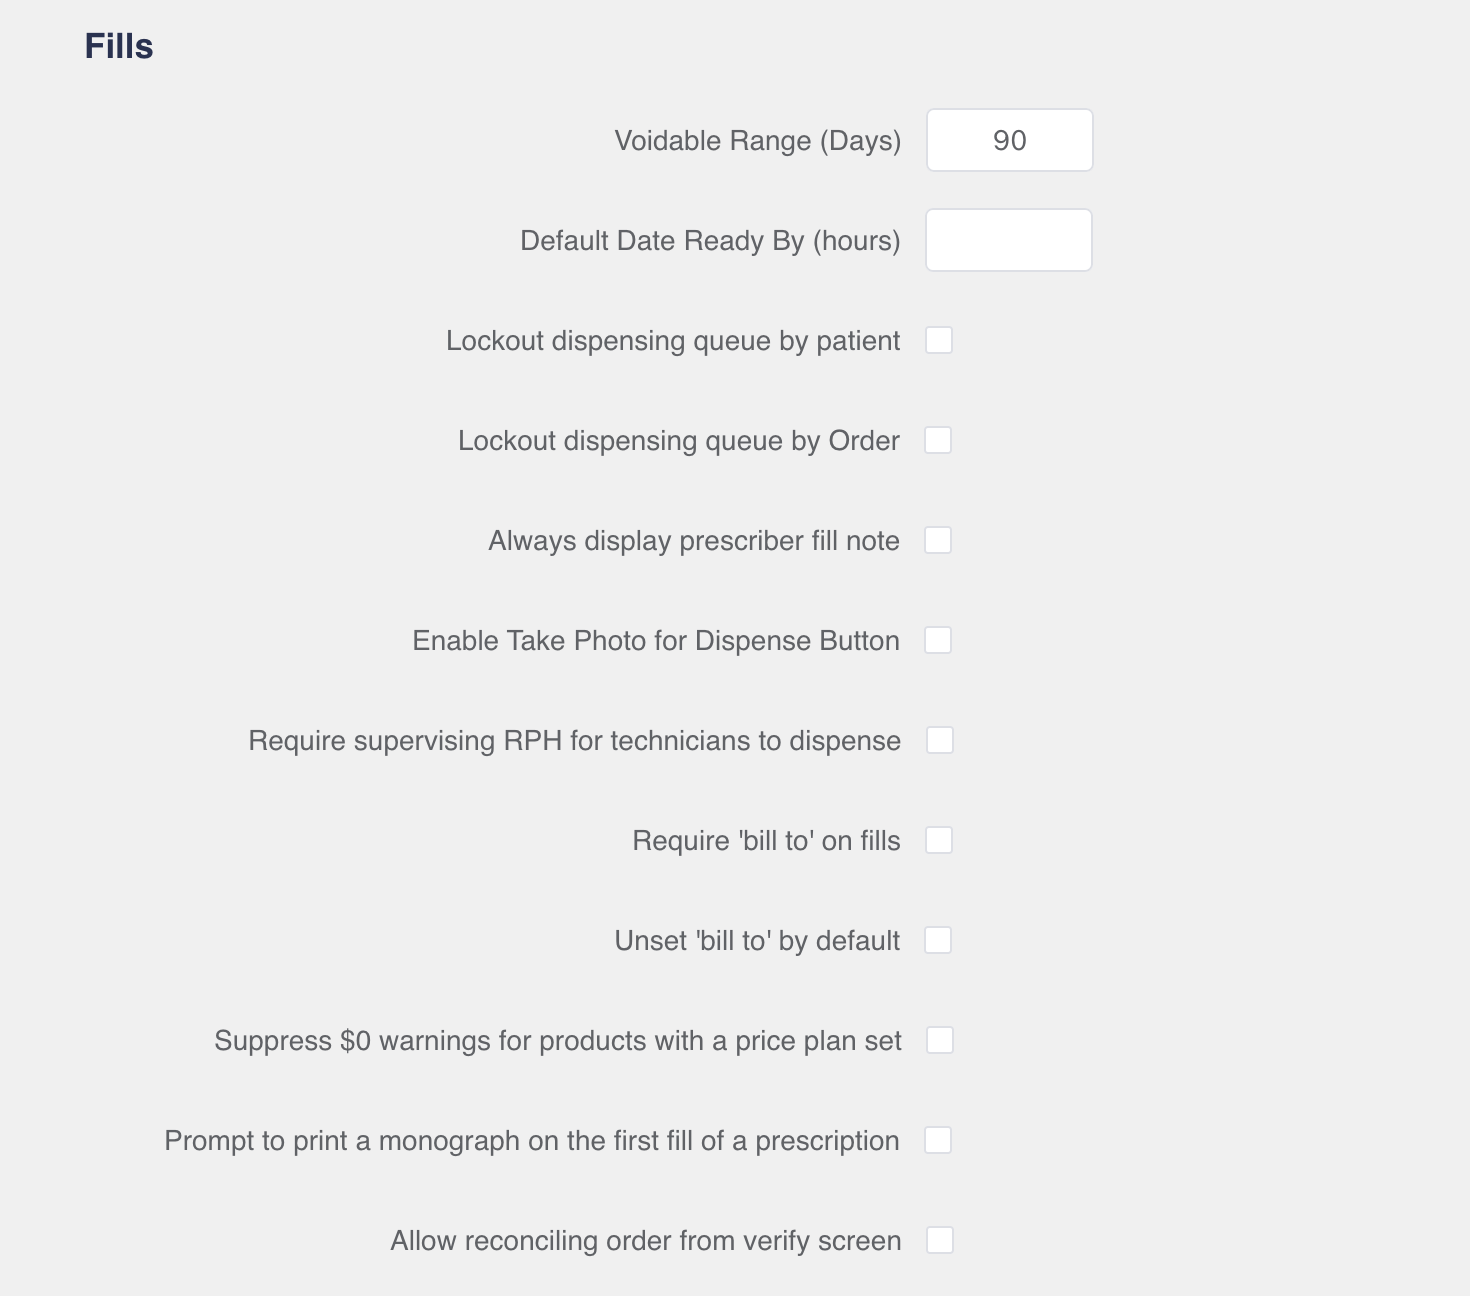 Fills
Voidable Range (Days) 90
Default Date Ready By (hours)
Lockout dispensing queue by patient
Lockout dispensing queue by Order
Always display prescriber fill note
Enable Take Photo for Dispense Button
Require supervising RPH for technicians to dispense
Require 'bill to' on fills
Unset 'bill to' by default
Suppress $0 warnings for products with a price plan set
Prompt to print a monograph on the first fill of a prescription
Allow reconciling order from verify screen